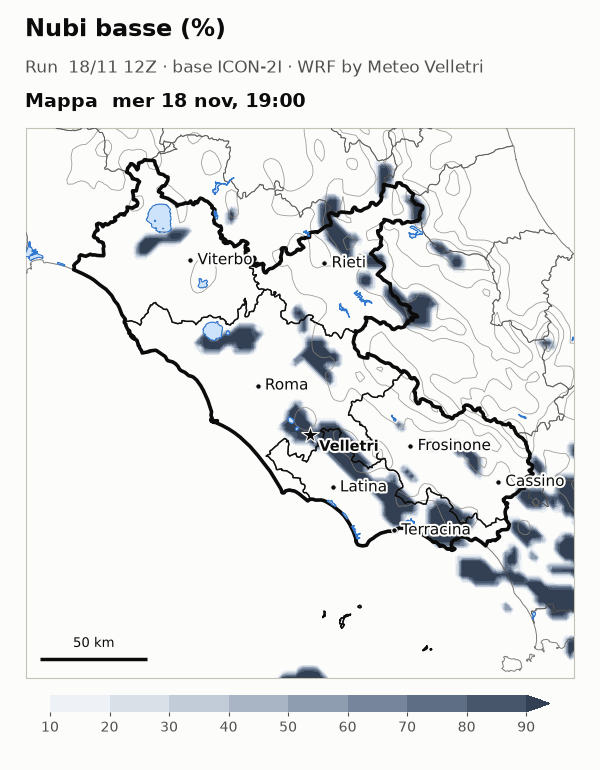 Nubi basse (%)
Run  18/11 12Z · base ICON-2I · WRF by Meteo Velletri
Mappa  mer 18 nov, 19:00
Viterbo
Rieti
Roma
Velletri
Frosinone
Cassino
Latina
Terracina
50 km
10 20 30 40 50 60 70 80 90